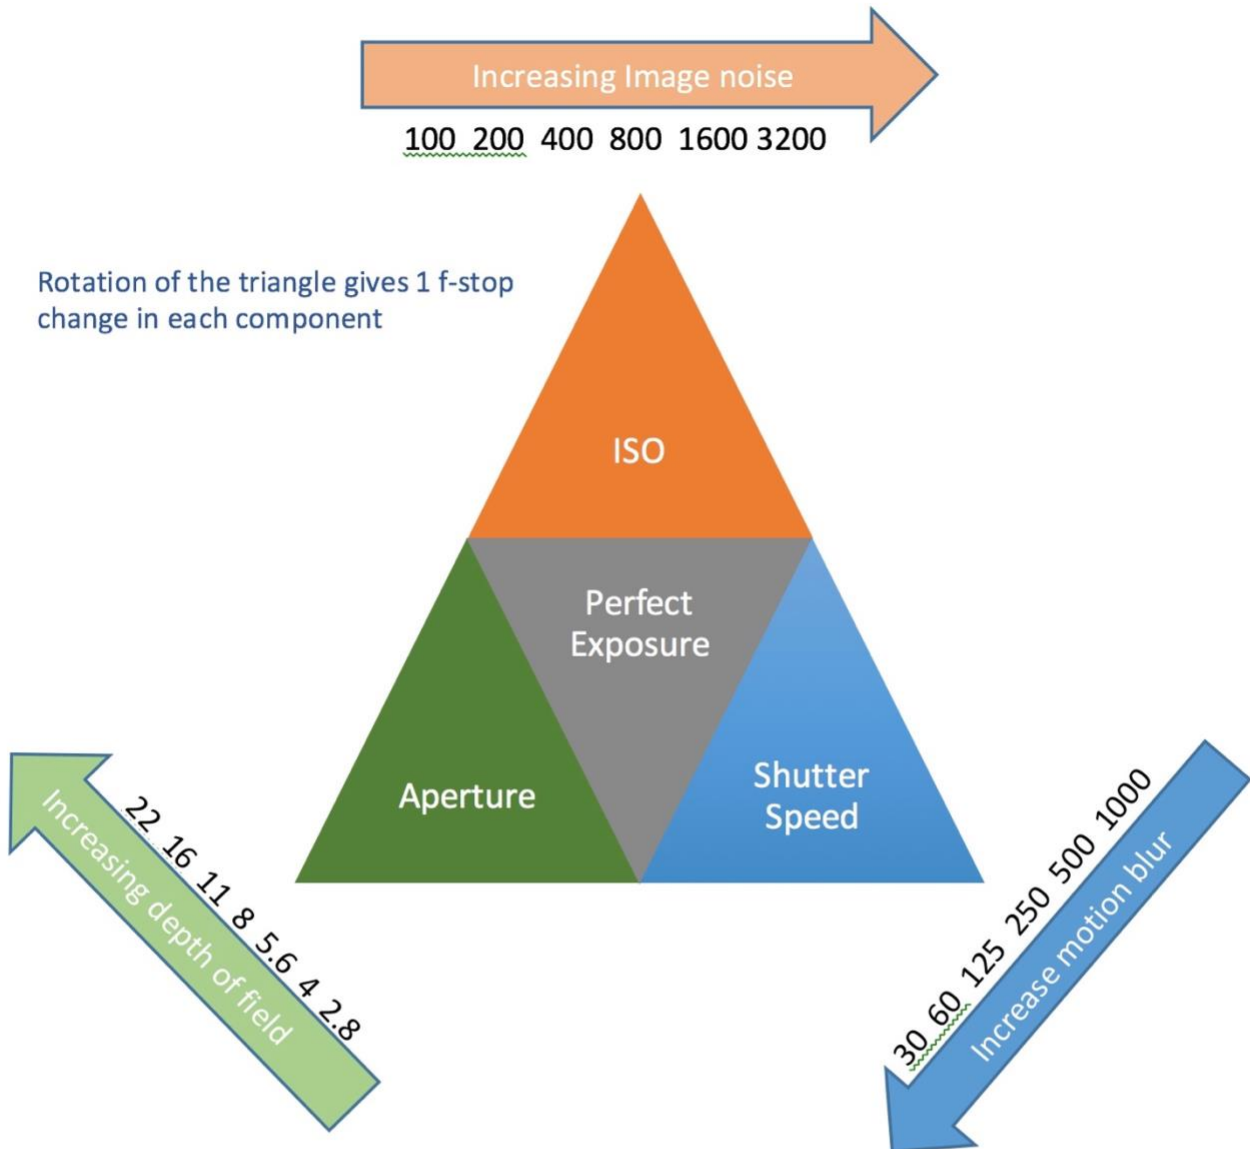 Increasing Image noise
100 200 400 800 1600 3200
Rotation of the triangle gives 1 f-stop
change in each component
ISO
Perfect
Exposure
Aperture
Shutter
Speed
22 16 11 8 5.6 4 2.8
Increasing depth of field
30 60 125 250 500 1000
Increase motion blur